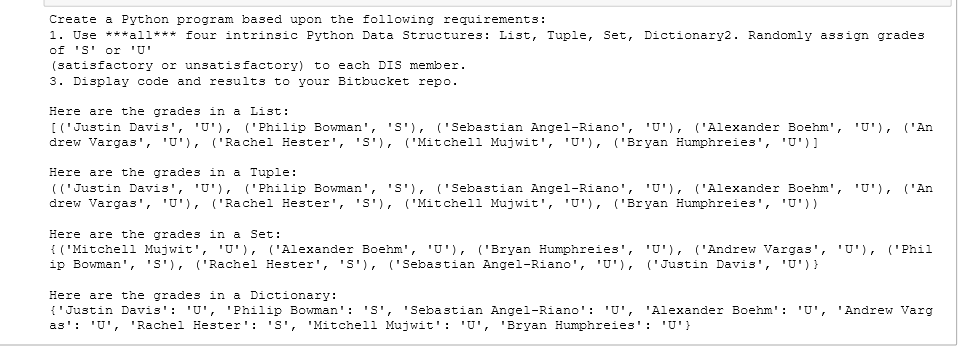 Create a Python program based upon the following requirements:
1. Use ***all*** four intrinsic Python Data Structures: List, Tuple, Set, Dictionary2. Randomly assign grades
of 'S' or 'U'
(satisfactory or unsatisfactory) to each DIS member.
3. Display code and results to your Bitbucket repo.
Here are the grades in a List:
[('Justin Davis', 'U'), ('Philip Bowman', 'S'), ('Sebastian Angel-Riano', 'U'), ('Alexander Boehm', 'U'), ('An
drew Vargas', 'U'), ('Rachel Hester', 'S'), ('Mitchell Mujwit', 'U'), ('Bryan Humphreies', 'U')]
Here are the grades in a Tuple:
(('Justin Davis', 'U'), ('Philip Bowman', 'S'), ('Sebastian Angel-Riano', 'U'), ('Alexander Boehm', 'U'), ('An
drew Vargas', 'U'), ('Rachel Hester', 'S'), ('Mitchell Mujwit', 'U'), ('Bryan Humphreies', 'U'))
Here are the grades in a Set:
{('Mitchell Mujwit', 'U'), ('Alexander Boehm', 'U'), ('Bryan Humphreies', 'U'), ('Andrew Vargas', 'U'), ('Phil
ip Bowman', 'S'), ('Rachel Hester', 'S'), ('Sebastian Angel-Riano', 'U'), ('Justin Davis', 'U')}
Here are the grades in a Dictionary:
{'Justin Davis': 'U', 'Philip Bowman': 'S', 'Sebastian Angel-Riano': 'U', 'Alexander Boehm': 'U', 'Andrew Varg
as': 'U', 'Rachel Hester': 'S', 'Mitchell Mujwit': 'U', 'Bryan Humphreies': 'U'}